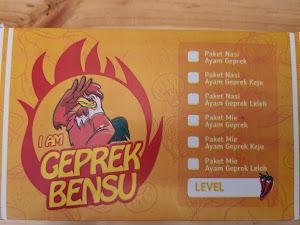 I AM
GEPREK
BENSU
Paket Nasi
Ayam Geprek
Paket Nasi
Ayam Geprek Keju
Paket Nasi
Ayam Geprek Leleh
Paket Mie
Ayam Geprek
Paket Mie
Ayam Geprek Keju
Paket Mie
Ayam Geprek Leleh
LEVEL